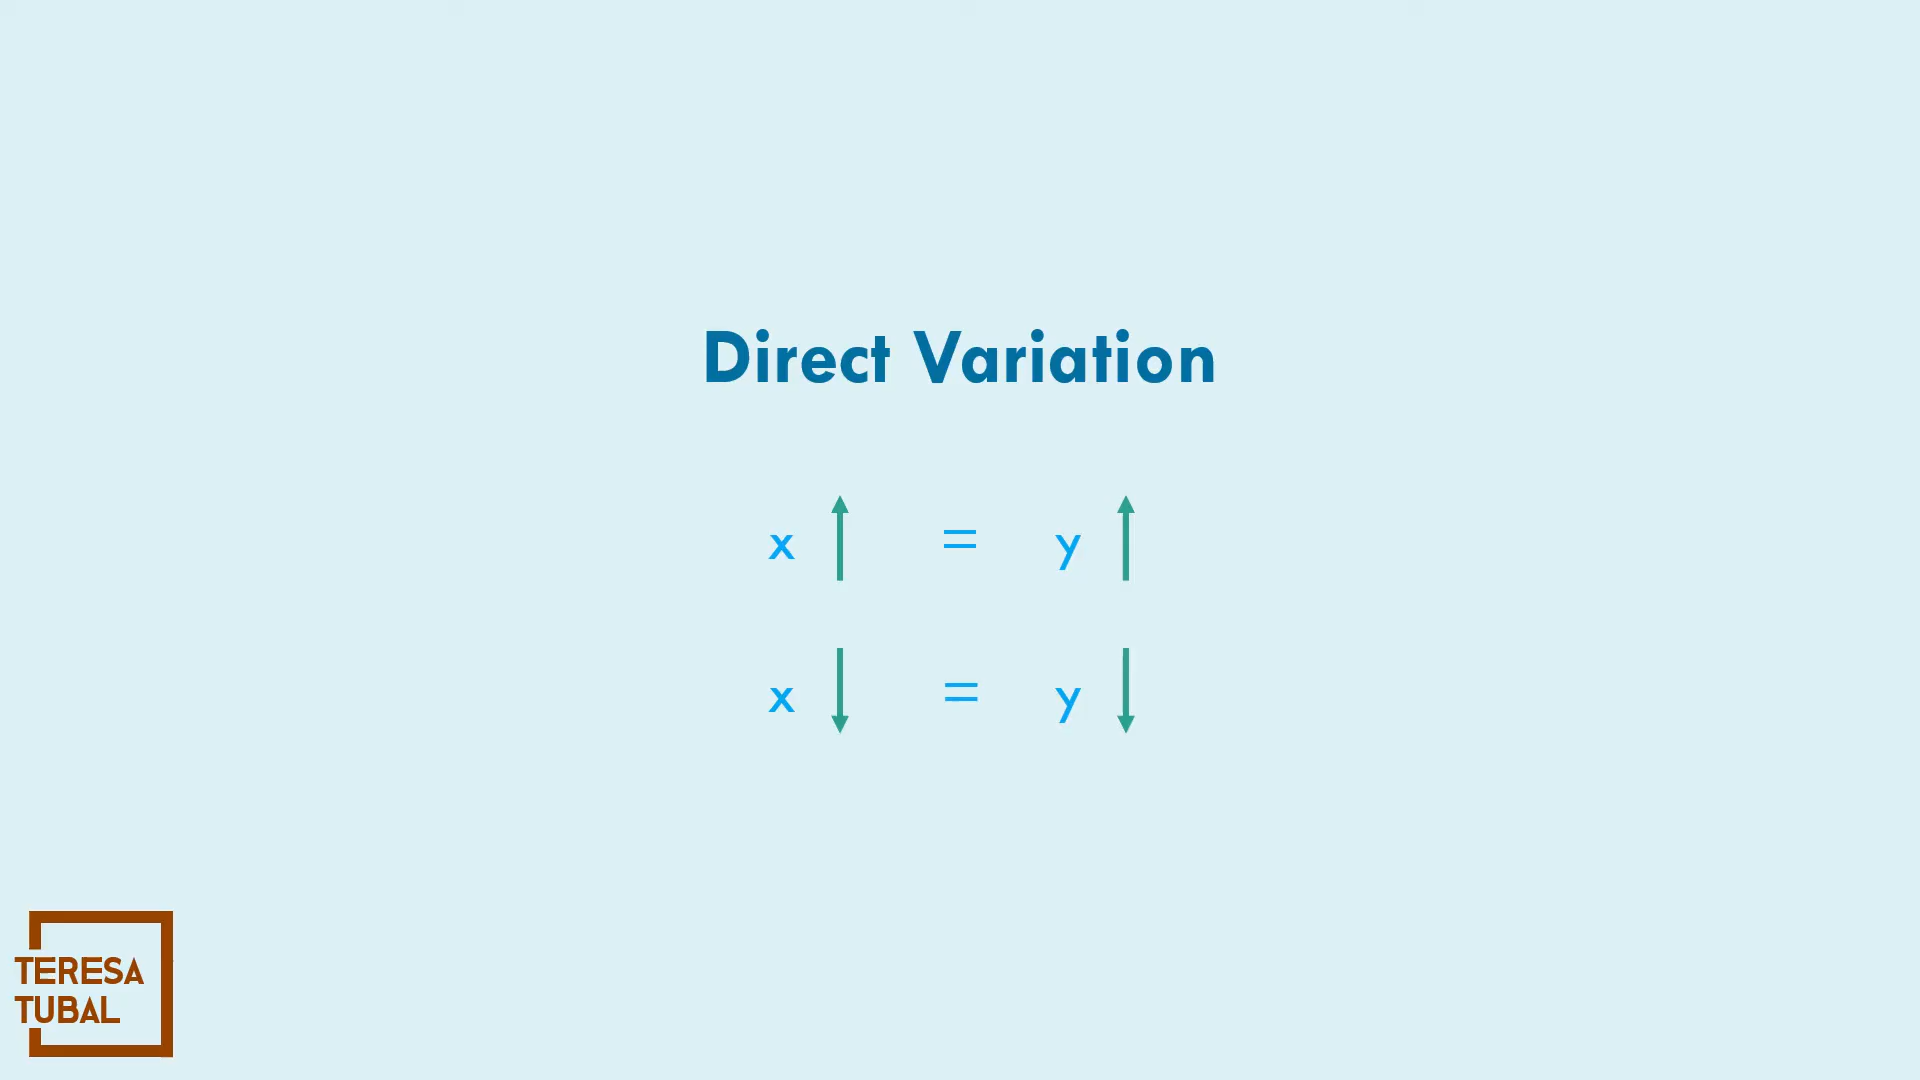 Direct Variation
x ↑ = y ↑
x ↓ = y ↓
TERESA
TUBAL